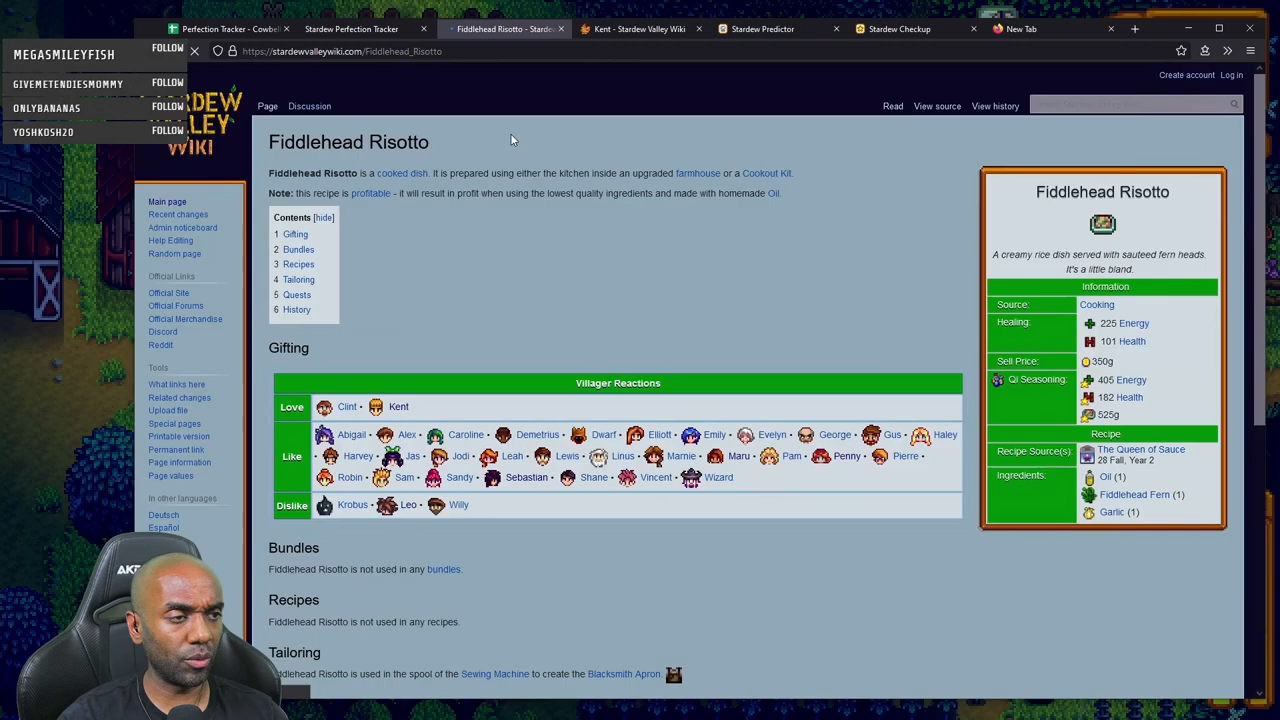 Perfection Tracker - Cowbell
Stardew Perfection Tracker
Fiddlehead Risotto - Stardew
Kent - Stardew Valley Wiki
Stardew Predictor
Stardew Checkup
New Tab
https://stardewvalleywiki.com/Fiddlehead_Risotto
MEGASMILEYFISH FOLLOW
GIVEMETENDIESMOMMY FOLLOW
ONLYBANANAS FOLLOW
YOSHKOSH20 FOLLOW
VALLEY
WIKI
Create account Log in
Page Discussion
Read View source View history
Main page
Recent changes
Admin noticeboard
Help Editing
Random page
Official Links
Official Site
Official Forums
Official Merchandise
Discord
Reddit
Tools
What links here
Related changes
Upload file
Special pages
Printable version
Permanent link
Page information
Page values
In other languages
Deutsch
Español
Fiddlehead Risotto
Fiddlehead Risotto is a cooked dish. It is prepared using either the kitchen inside an upgraded farmhouse or a Cookout Kit.
Note: this recipe is profitable - it will result in profit when using the lowest quality ingredients and made with homemade Oil.
Contents [hide]
1 Gifting
2 Bundles
3 Recipes
4 Tailoring
5 Quests
6 History
Gifting
Villager Reactions
Love Clint • Kent
Like Abigail • Alex • Caroline • Demetrius • Dwarf • Elliott • Emily • Evelyn • George • Gus • Haley
• Harvey • Jas • Jodi • Leah • Lewis • Linus • Marnie • Maru • Pam • Penny • Pierre •
Robin • Sam • Sandy • Sebastian • Shane • Vincent • Wizard
Dislike Krobus • Leo • Willy
Bundles
Fiddlehead Risotto is not used in any bundles.
Recipes
Fiddlehead Risotto is not used in any recipes.
Tailoring
ddlehead Risotto is used in the spool of the Sewing Machine to create the Blacksmith Apron.
Fiddlehead Risotto
A creamy rice dish served with sauteed fern heads.
It's a little bland.
Information
Source: Cooking
Healing: 225 Energy
101 Health
Sell Price: 350g
Qi Seasoning: 405 Energy
182 Health
525g
Recipe
Recipe Source(s): The Queen of Sauce
28 Fall, Year 2
Ingredients: Oil (1)
Fiddlehead Fern (1)
Garlic (1)